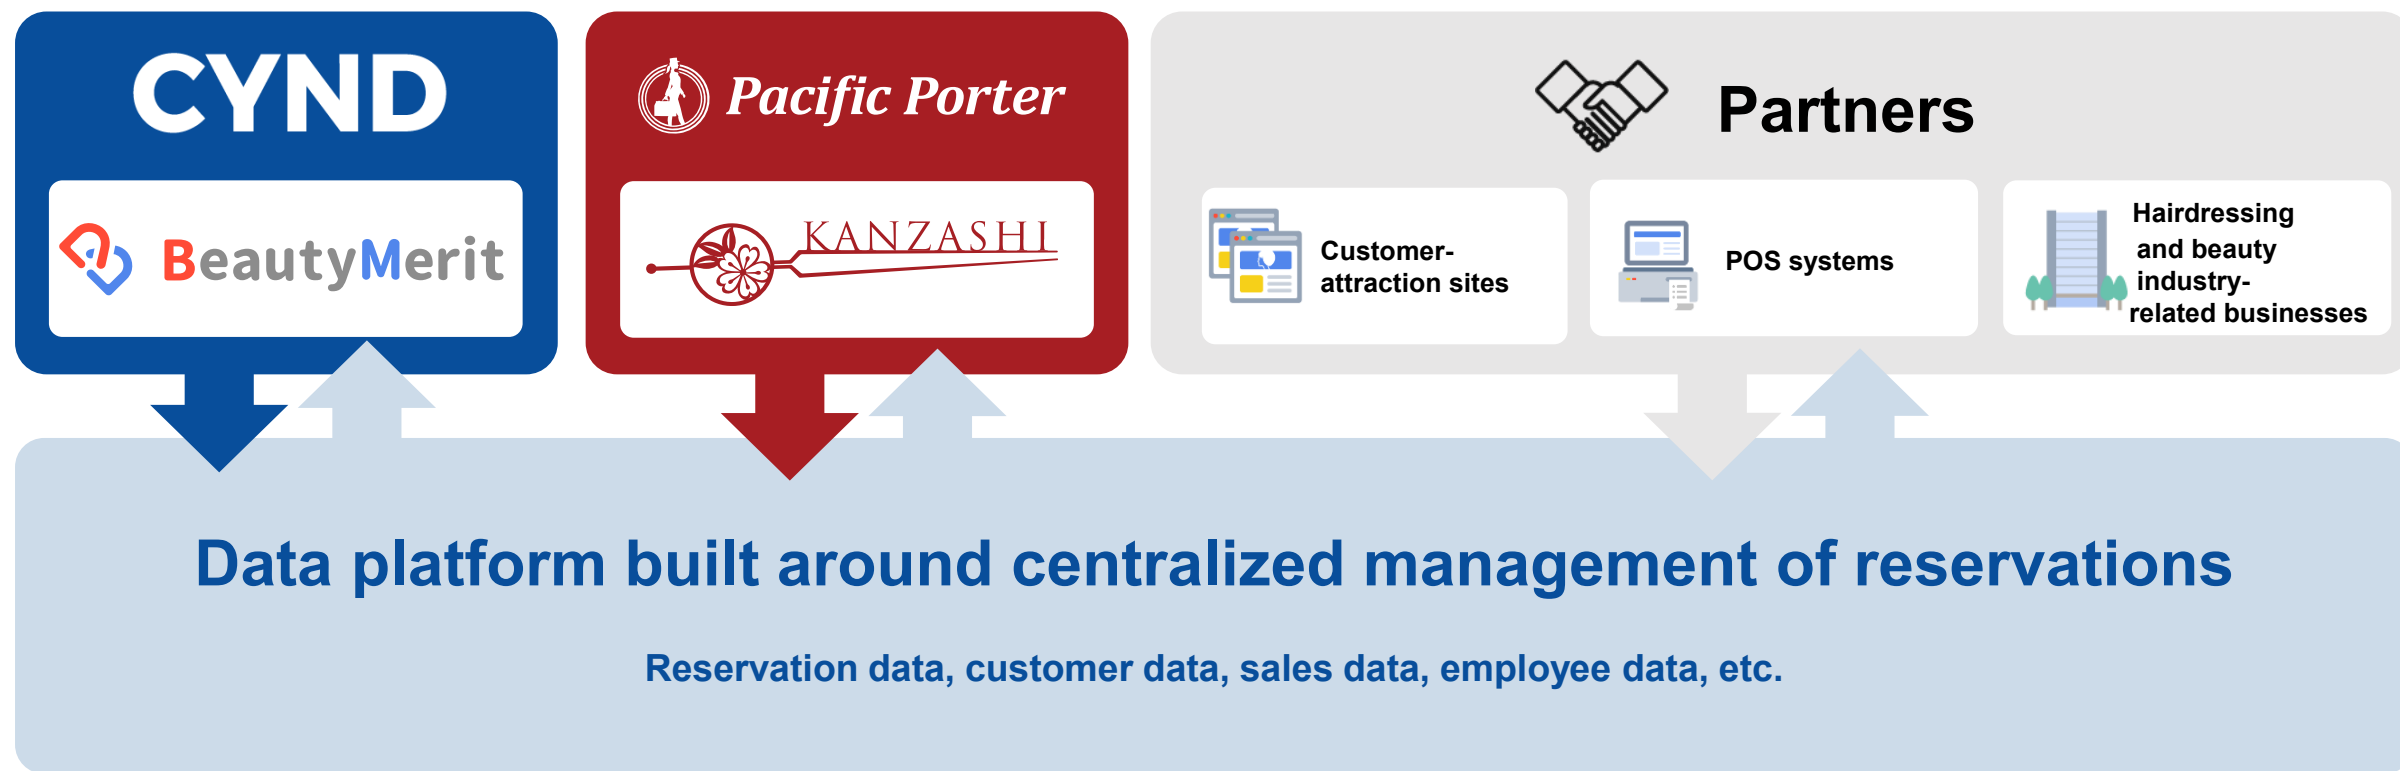 CYND
BeautyMerit
Pacific Porter
KANZASHI
Partners
Customer-
attraction sites
POS systems
Hairdressing
and beauty
industry-
related businesses
Data platform built around centralized management of reservations
Reservation data, customer data, sales data, employee data, etc.